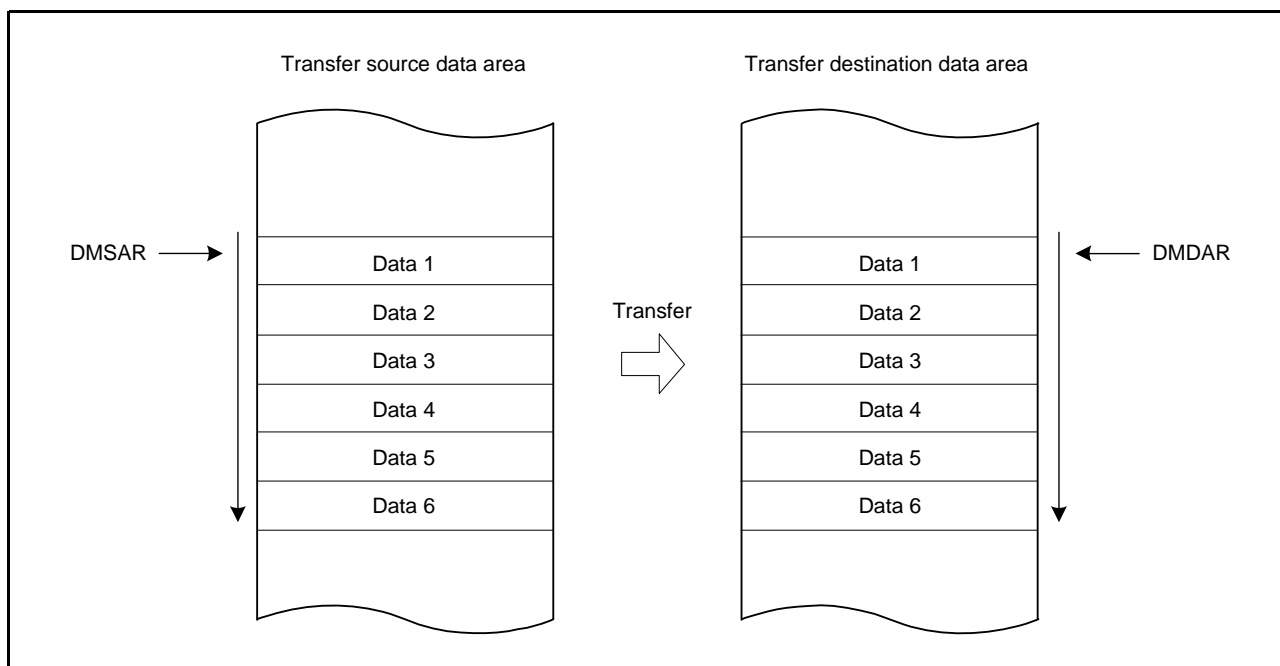 Transfer source data area
Transfer destination data area
DMSAR
Data 1
Data 2
Data 3
Data 4
Data 5
Data 6
Transfer
Data 1
Data 2
Data 3
Data 4
Data 5
Data 6
DMDAR